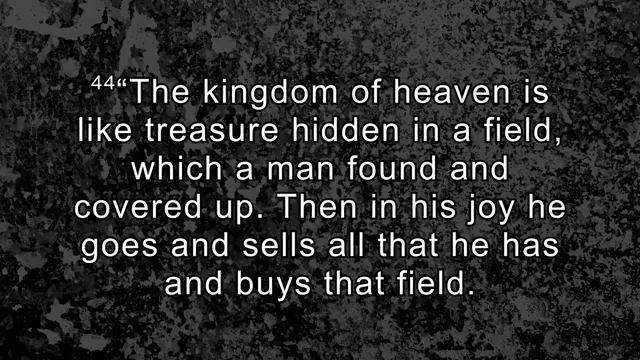 44“The kingdom of heaven is
like treasure hidden in a field,
which a man found and
covered up. Then in his joy he
goes and sells all that he has
and buys that field.